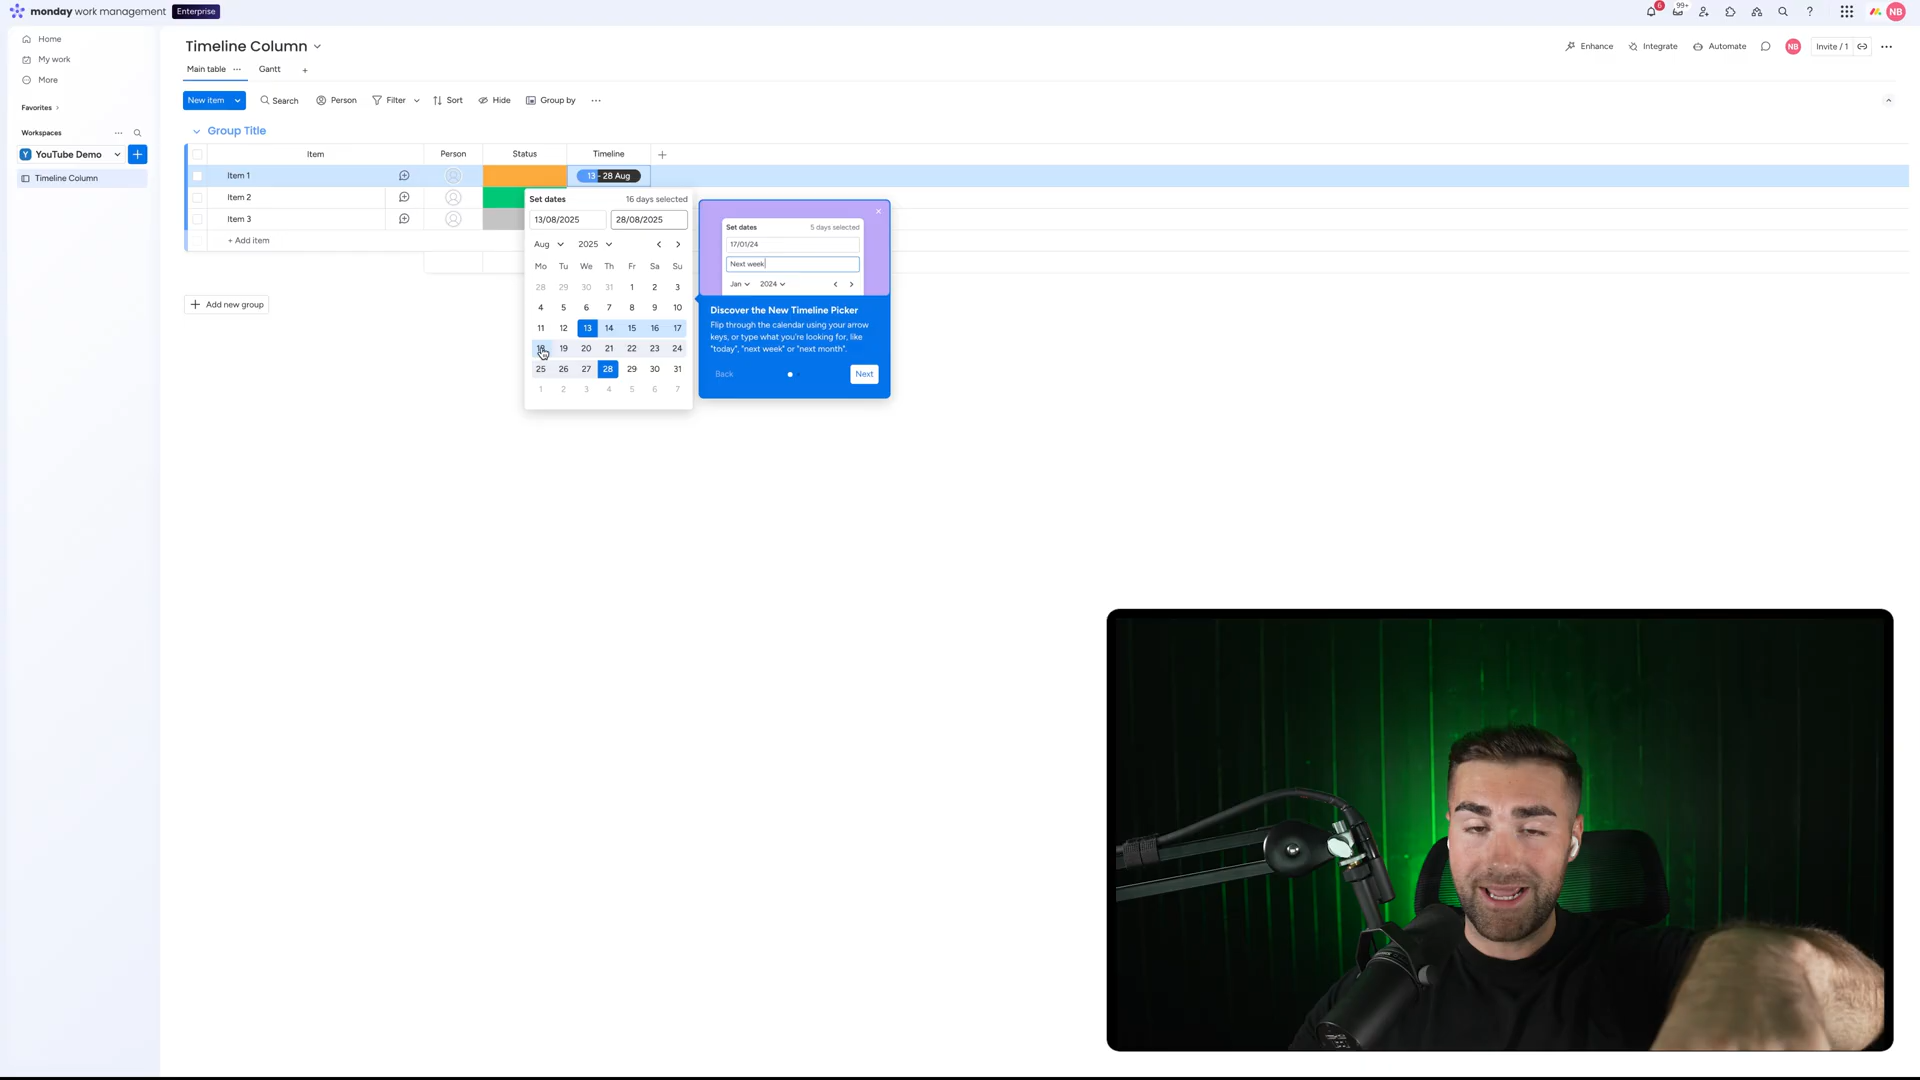 monday work management Enterprise
6 99+ NB
Home
My work
More
Favorites
Workspaces
YouTube Demo
Timeline Column
Timeline Column
Enhance Integrate Automate NB Invite / 1
Main table Gantt
New item Search Person Filter Sort Hide Group by
Group Title
Item Person Status Timeline
Item 1 13 - 28 Aug
Item 2
Item 3
+ Add item
Add new group
Set dates 16 days selected
13/08/2025 28/08/2025
Aug 2025
Mo Tu We Th Fr Sa Su
28 29 30 31 1 2 3
4 5 6 7 8 9 10
11 12 13 14 15 16 17
18 19 20 21 22 23 24
25 26 27 28 29 30 31
1 2 3 4 5 6 7
Set dates 5 days selected
17/01/24
Next week
Jan 2024
Discover the New Timeline Picker
Flip through the calendar using your arrow
keys, or type what you're looking for, like
"today", "next week" or "next month".
Back Next